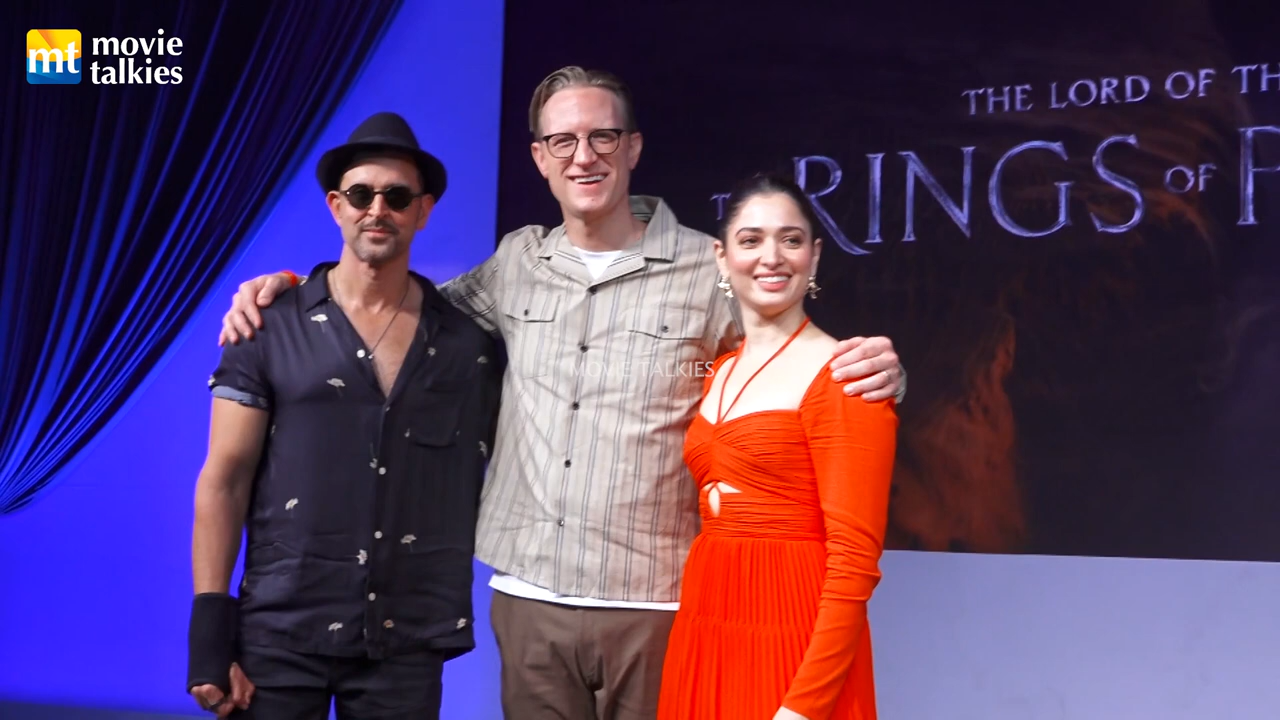 mt
movie
talkies
THE LORD OF TH
RINGS OF
MOVIE TALKIES